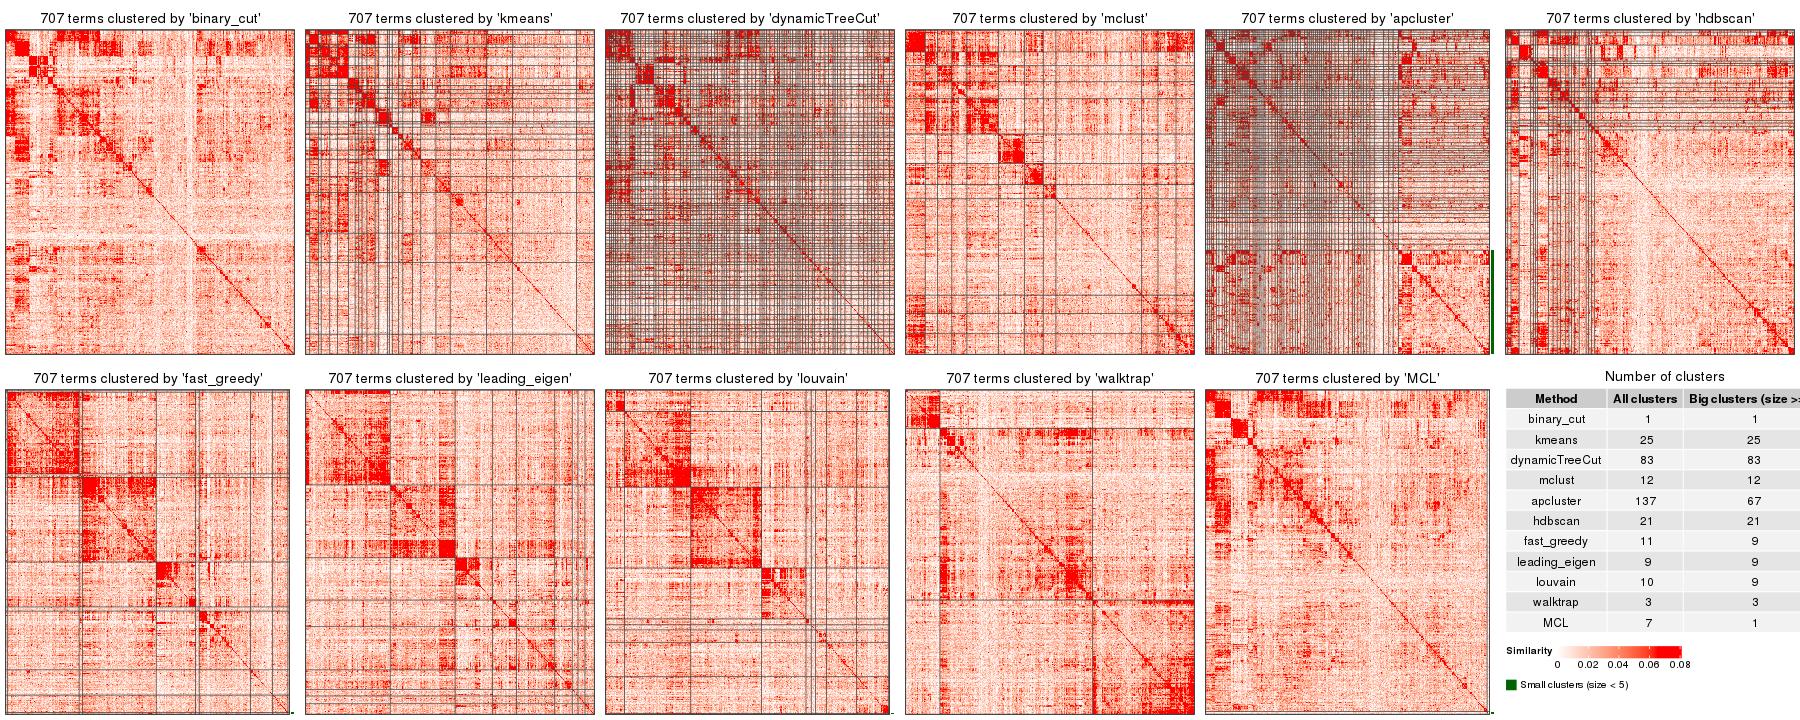 707 terms clustered by 'binary_cut'
707 terms clustered by 'kmeans'
707 terms clustered by 'dynamicTreeCut'
707 terms clustered by 'mclust'
707 terms clustered by 'apcluster'
707 terms clustered by 'hdbscan'
707 terms clustered by 'fast_greedy'
707 terms clustered by 'leading_eigen'
707 terms clustered by 'louvain'
707 terms clustered by 'walktrap'
707 terms clustered by 'MCL'
Number of clusters
Method All clusters Big clusters (size >=
binary_cut 1 1
kmeans 25 25
dynamicTreeCut 83 83
mclust 12 12
apcluster 137 67
hdbscan 21 21
fast_greedy 11 9
leading_eigen 9 9
louvain 10 9
walktrap 3 3
MCL 7 1
Similarity
0 0.02 0.04 0.06 0.08
Small clusters (size < 5)